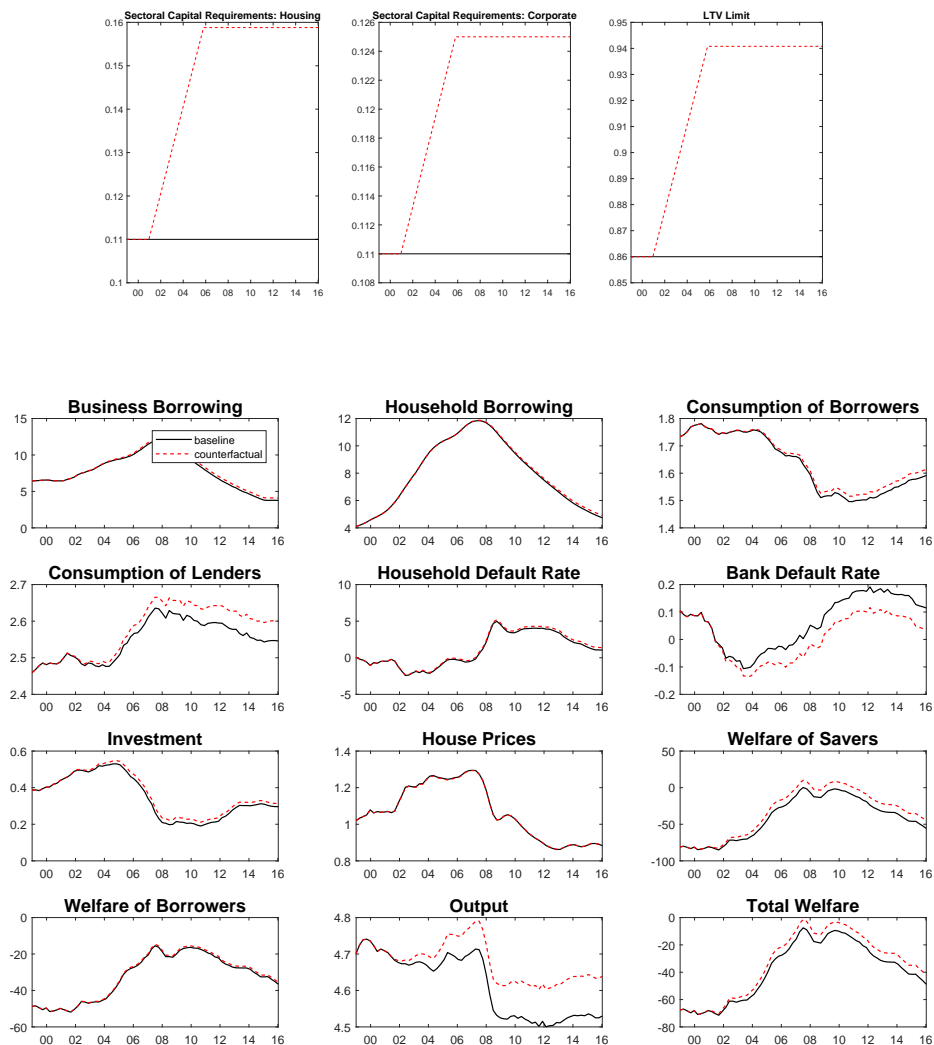 Sectoral Capital Requirements: Housing
0.16
0.15
0.14
0.13
0.12
0.11
0.1
00 02 04 06 08 10 12 14 16
Sectoral Capital Requirements: Corporate
0.126
0.124
0.122
0.12
0.118
0.116
0.114
0.112
0.11
0.108
00 02 04 06 08 10 12 14 16
LTV Limit
0.95
0.94
0.93
0.92
0.91
0.9
0.89
0.88
0.87
0.86
0.85
00 02 04 06 08 10 12 14 16
Business Borrowing
15
10
5
0
baseline
counterfactual
00 02 04 06 08 10 12 14 16
Household Borrowing
12
10
8
6
4
00 02 04 06 08 10 12 14 16
Consumption of Borrowers
1.8
1.7
1.6
1.5
1.4
00 02 04 06 08 10 12 14 16
Consumption of Lenders
2.7
2.6
2.5
2.4
00 02 04 06 08 10 12 14 16
Household Default Rate
10
5
0
-5
00 02 04 06 08 10 12 14 16
Bank Default Rate
0.2
0.1
0
-0.1
-0.2
00 02 04 06 08 10 12 14 16
Investment
0.6
0.4
0.2
0
00 02 04 06 08 10 12 14 16
House Prices
1.4
1.2
1
0.8
00 02 04 06 08 10 12 14 16
Welfare of Savers
50
0
-50
-100
00 02 04 06 08 10 12 14 16
Welfare of Borrowers
0
-20
-40
-60
00 02 04 06 08 10 12 14 16
Output
4.8
4.7
4.6
4.5
00 02 04 06 08 10 12 14 16
Total Welfare
0
-20
-40
-60
-80
00 02 04 06 08 10 12 14 16